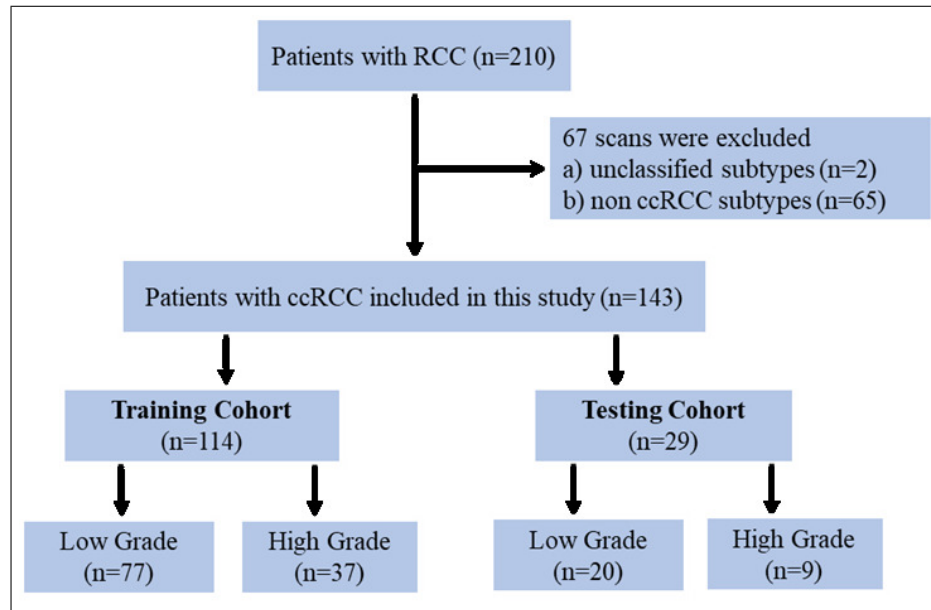 Patients with RCC (n=210)
67 scans were excluded
a) unclassified subtypes (n=2)
b) non ccRCC subtypes (n=65)
Patients with ccRCC included in this study (n=143)
Training Cohort
(n=114)
Testing Cohort
(n=29)
Low Grade
(n=77)
High Grade
(n=37)
Low Grade
(n=20)
High Grade
(n=9)